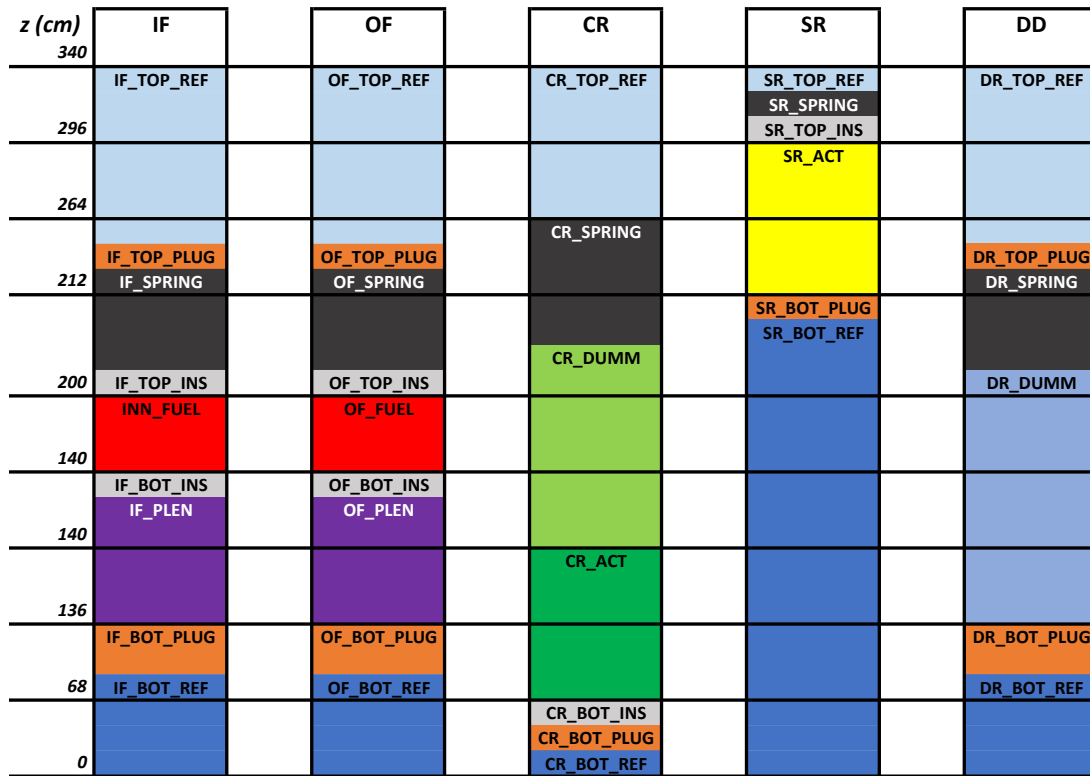 z (cm) IF OF CR SR DD
340
IF_TOP_REF OF_TOP_REF CR_TOP_REF SR_TOP_REF DR_TOP_REF
SR_SPRING
296 SR_TOP_INS
SR_ACT
264
CR_SPRING
IF_TOP_PLUG OF_TOP_PLUG DR_TOP_PLUG
212 IF_SPRING OF_SPRING DR_SPRING
SR_BOT_PLUG
SR_BOT_REF
CR_DUMM
200 IF_TOP_INS OF_TOP_INS DR_DUMM
INN_FUEL OF_FUEL
140
IF_BOT_INS OF_BOT_INS
IF_PLEN OF_PLEN
140
CR_ACT
136
IF_BOT_PLUG OF_BOT_PLUG DR_BOT_PLUG
68 IF_BOT_REF OF_BOT_REF DR_BOT_REF
CR_BOT_INS
CR_BOT_PLUG
0 CR_BOT_REF